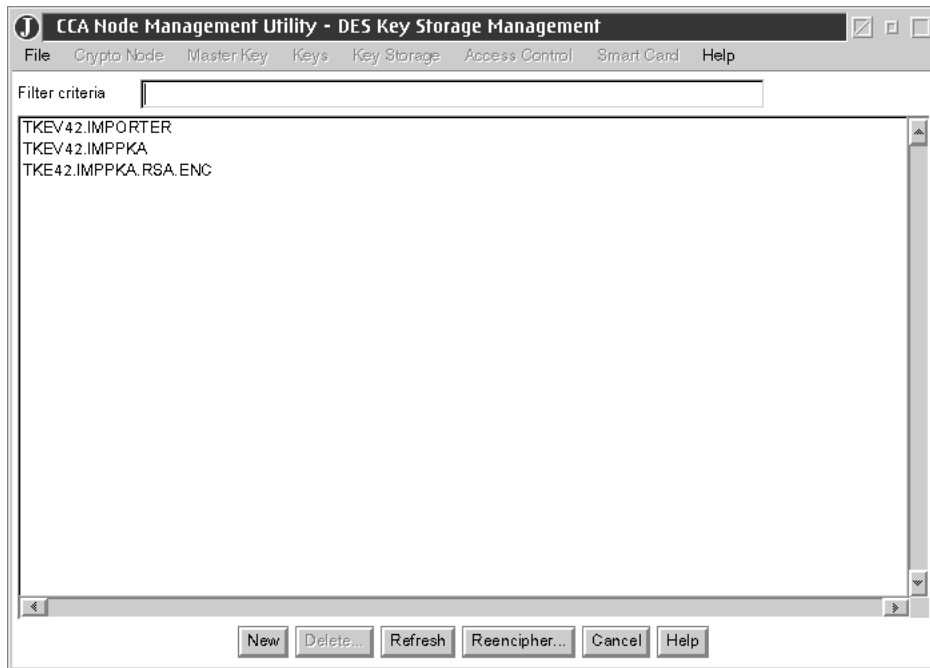 J CCA Node Management Utility - DES Key Storage Management
File Crypto Node Master Key Keys Key Storage Access Control Smart Card Help
Filter criteria
TKEV42.IMPORTER
TKEV42.IMPPKA
TKE42.IMPPKA.RSA.ENC
New Delete... Refresh Reencipher... Cancel Help